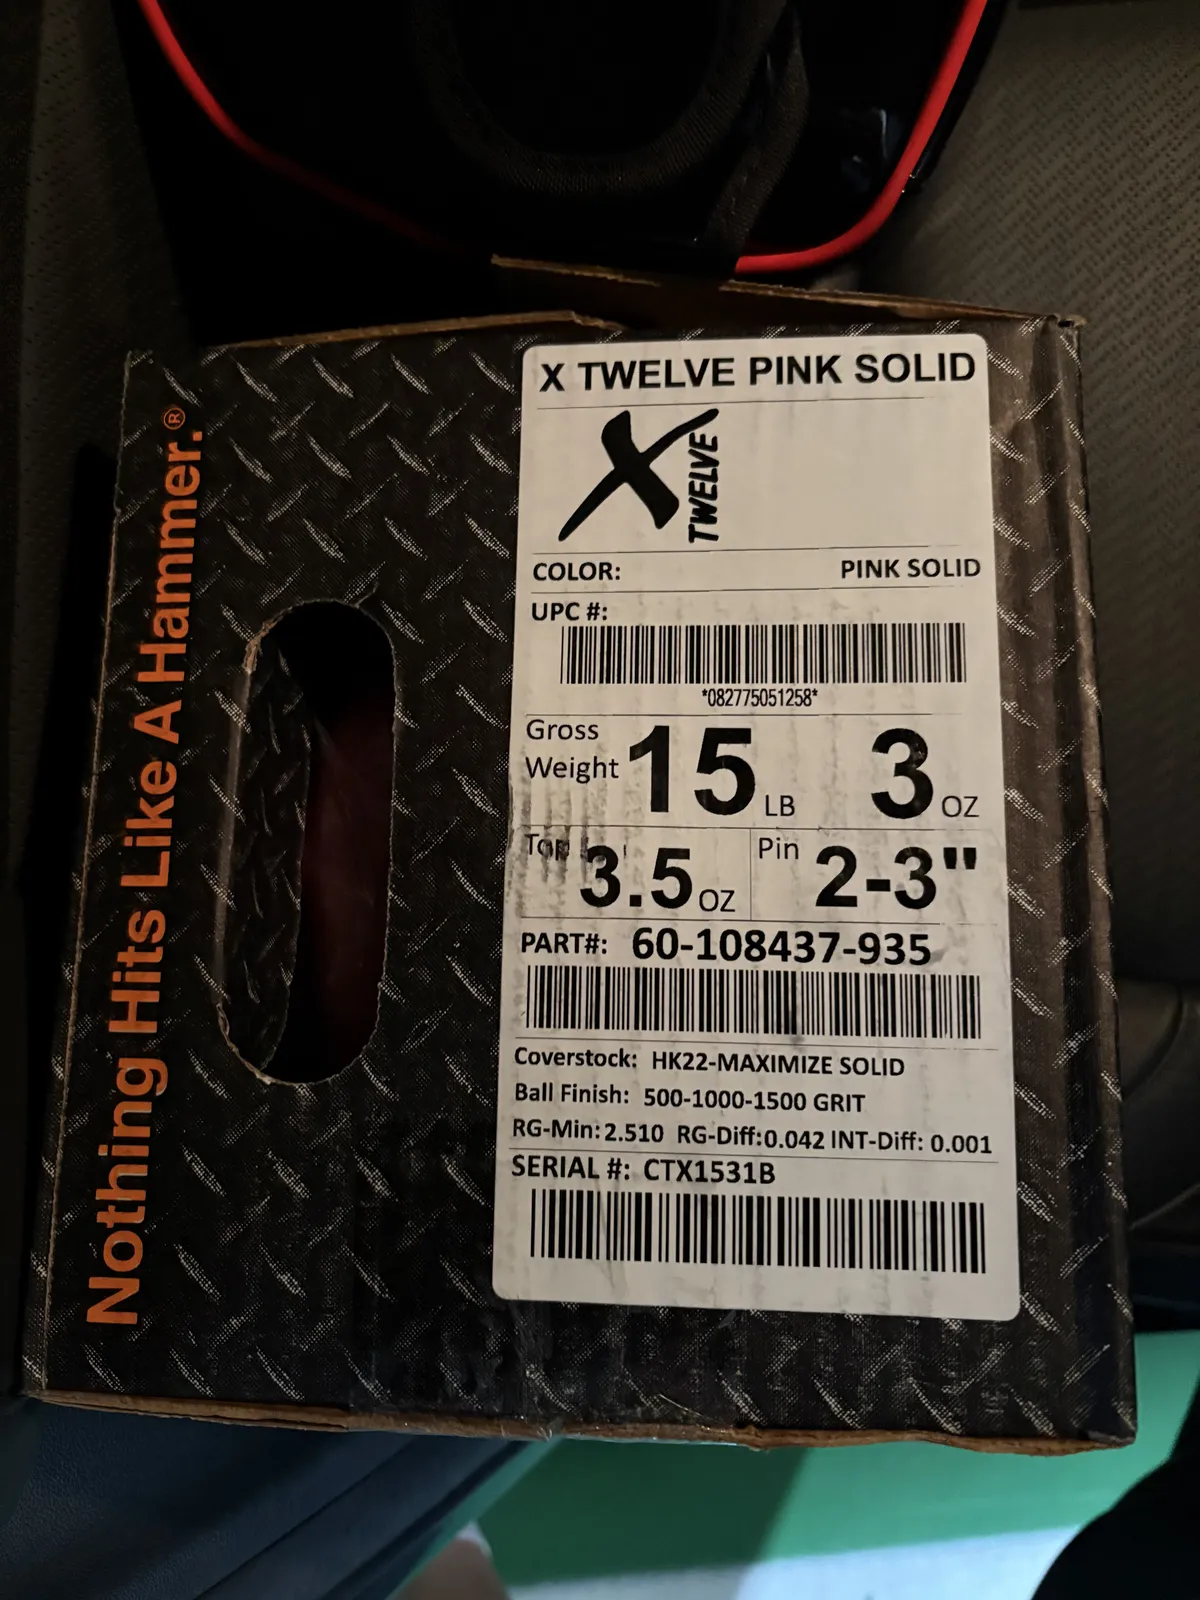 Nothing Hits Like A Hammer.®
X TWELVE PINK SOLID
X TWELVE
COLOR: PINK SOLID
UPC #:
*082775051258*
Gross Weight 15 LB 3 OZ
Top 3.5 OZ Pin 2-3"
PART#: 60-108437-935
Coverstock: HK22-MAXIMIZE SOLID
Ball Finish: 500-1000-1500 GRIT
RG-Min: 2.510 RG-Diff: 0.042 INT-Diff: 0.001
SERIAL #: CTX1531B